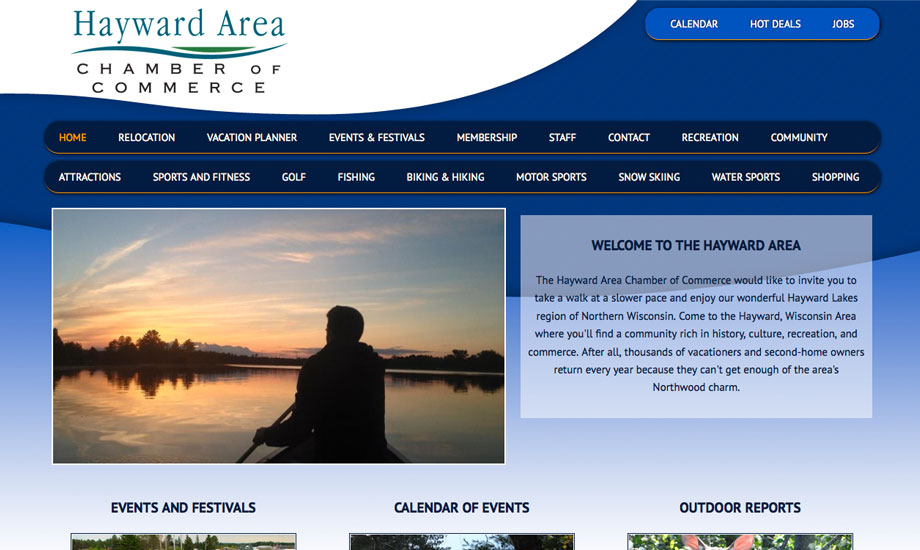 Hayward Area
CHAMBER OF
COMMERCE
CALENDAR HOT DEALS JOBS
HOME RELOCATION VACATION PLANNER EVENTS & FESTIVALS MEMBERSHIP STAFF CONTACT RECREATION COMMUNITY
ATTRACTIONS SPORTS AND FITNESS GOLF FISHING BIKING & HIKING MOTOR SPORTS SNOW SKIING WATER SPORTS SHOPPING
WELCOME TO THE HAYWARD AREA
The Hayward Area Chamber of Commerce would like to invite you to
take a walk at a slower pace and enjoy our wonderful Hayward Lakes
region of Northern Wisconsin. Come to the Hayward, Wisconsin Area
where you'll find a community rich in history, culture, recreation, and
commerce. After all, thousands of vacationers and second-home owners
return every year because they can't get enough of the area's
Northwood charm.
EVENTS AND FESTIVALS
CALENDAR OF EVENTS
OUTDOOR REPORTS